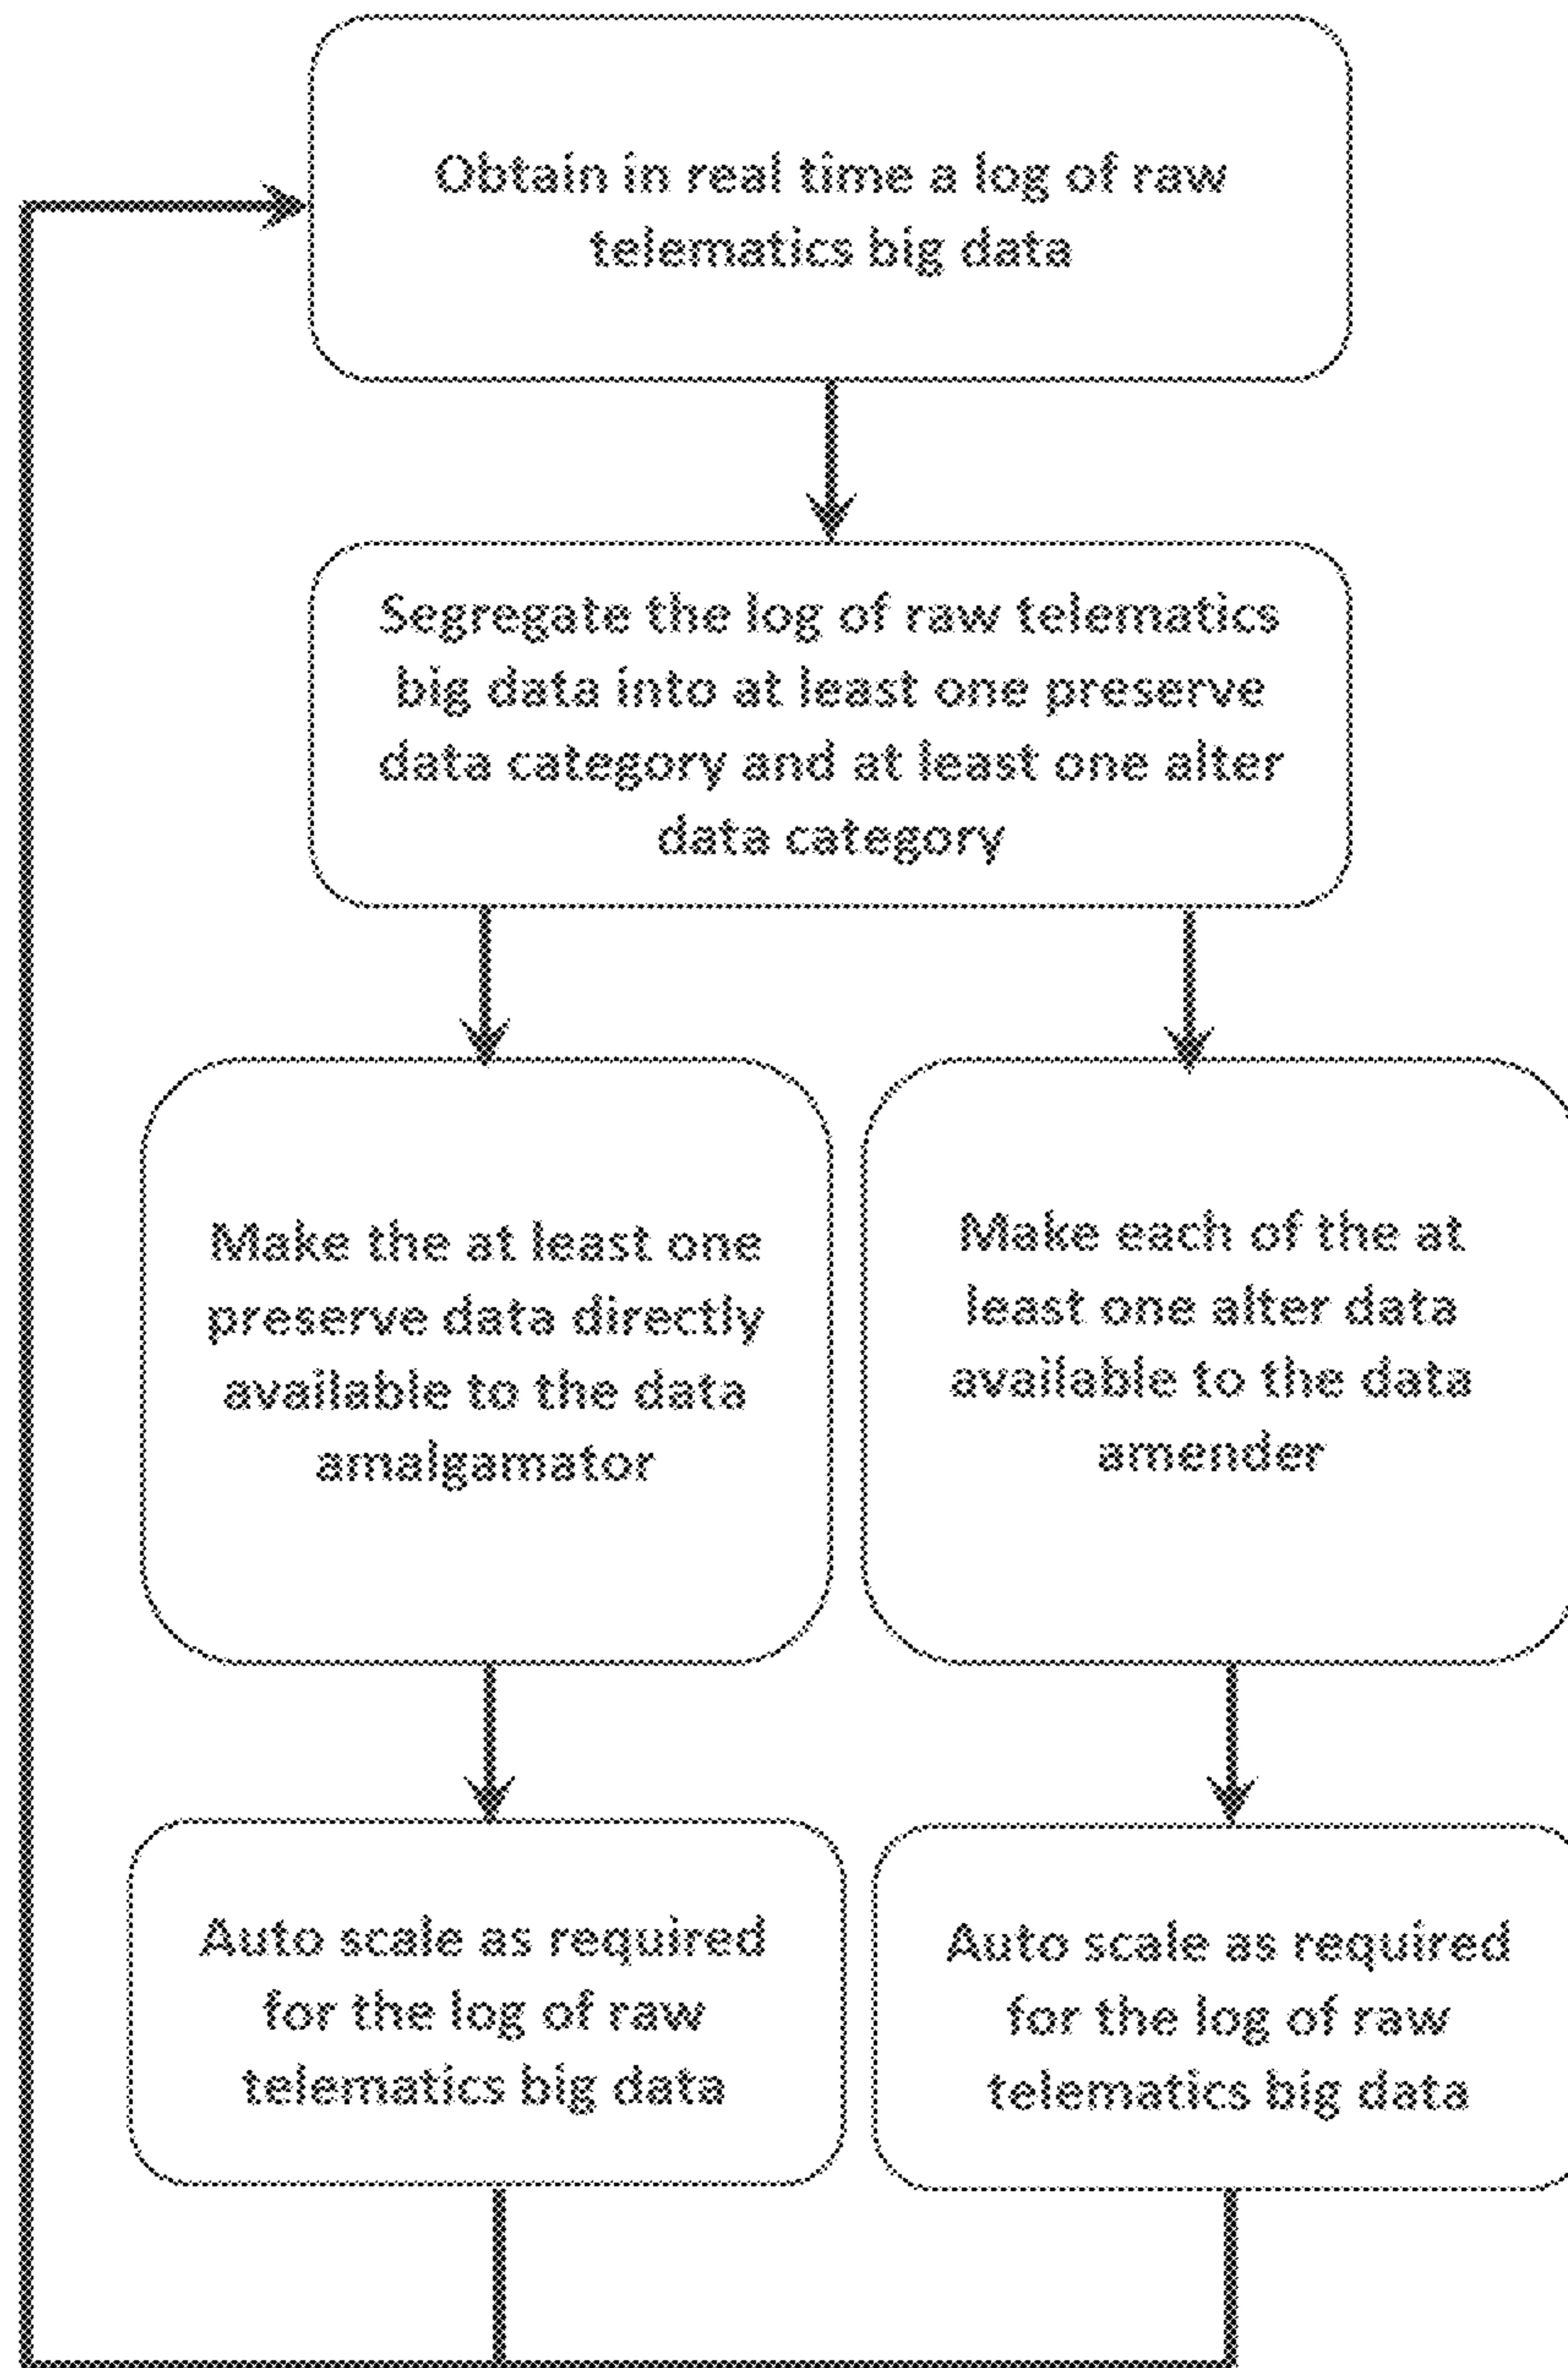 Obtain in real time a log of raw
telematics big data
Segregate the log of raw telematics
big data into at least one preserve
data category and at least one alter
data category
Make the at least one
preserve data directly
available to the data
amalgamator
Make each of the at
least one alter data
available to the data
amender
Auto scale as required
for the log of raw
telematics big data
Auto scale as required
for the log of raw
telematics big data